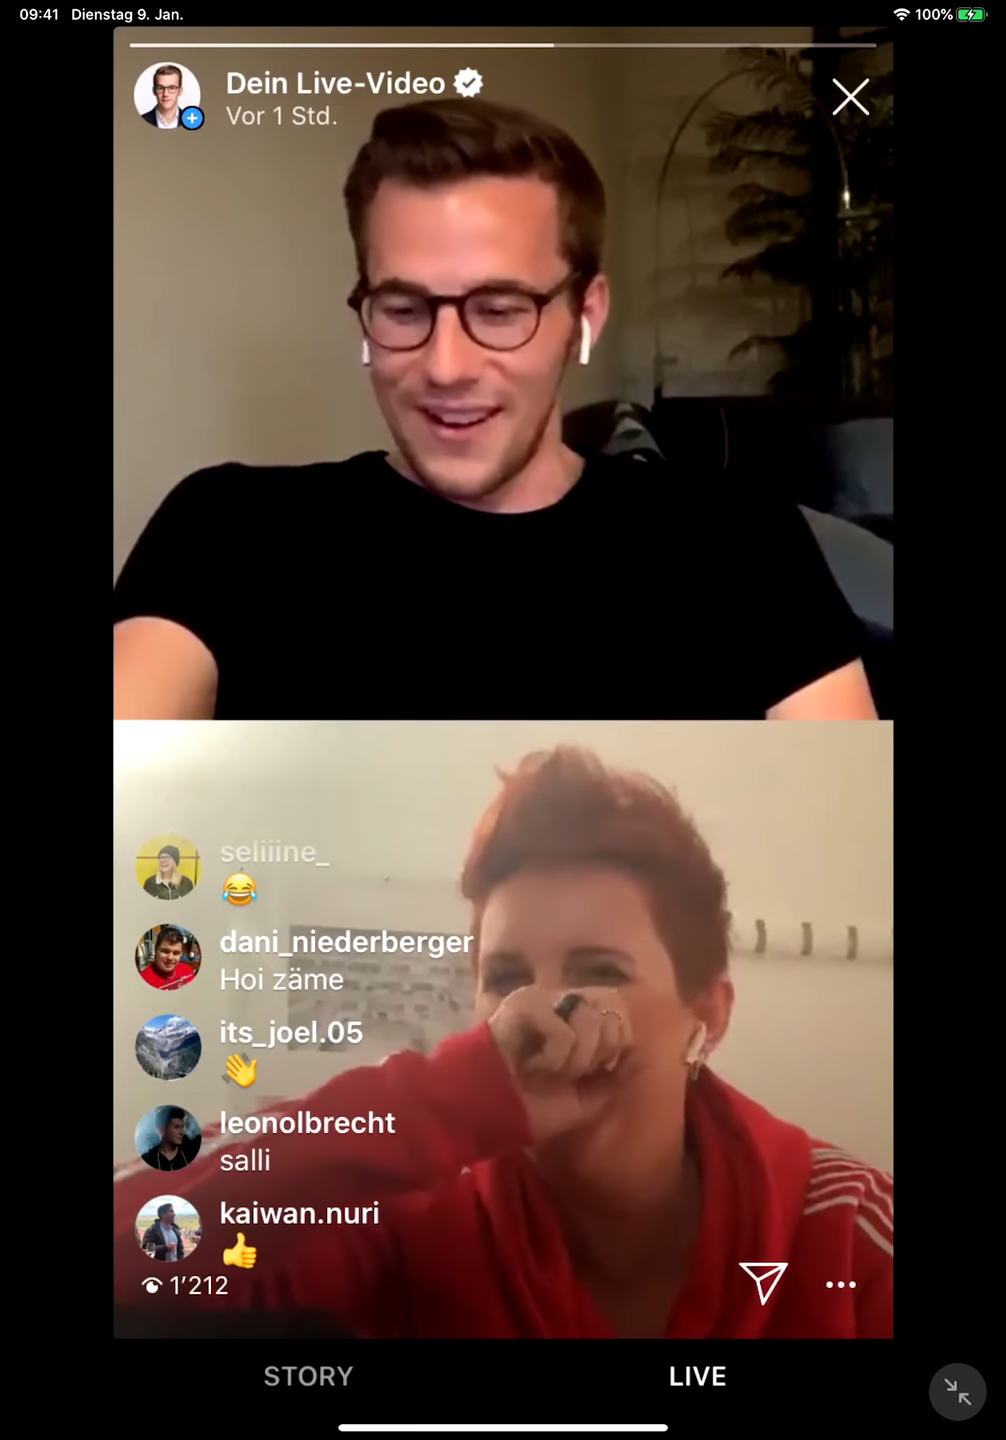 09:41 Dienstag 9. Jan. 100%
Dein Live-Video
Vor 1 Std.
seliiine_
😂
dani_niederberger
Hoi zäme
its_joel.05
👋
leonolbrecht
salli
kaiwan.nuri
👍
1’212
STORY LIVE